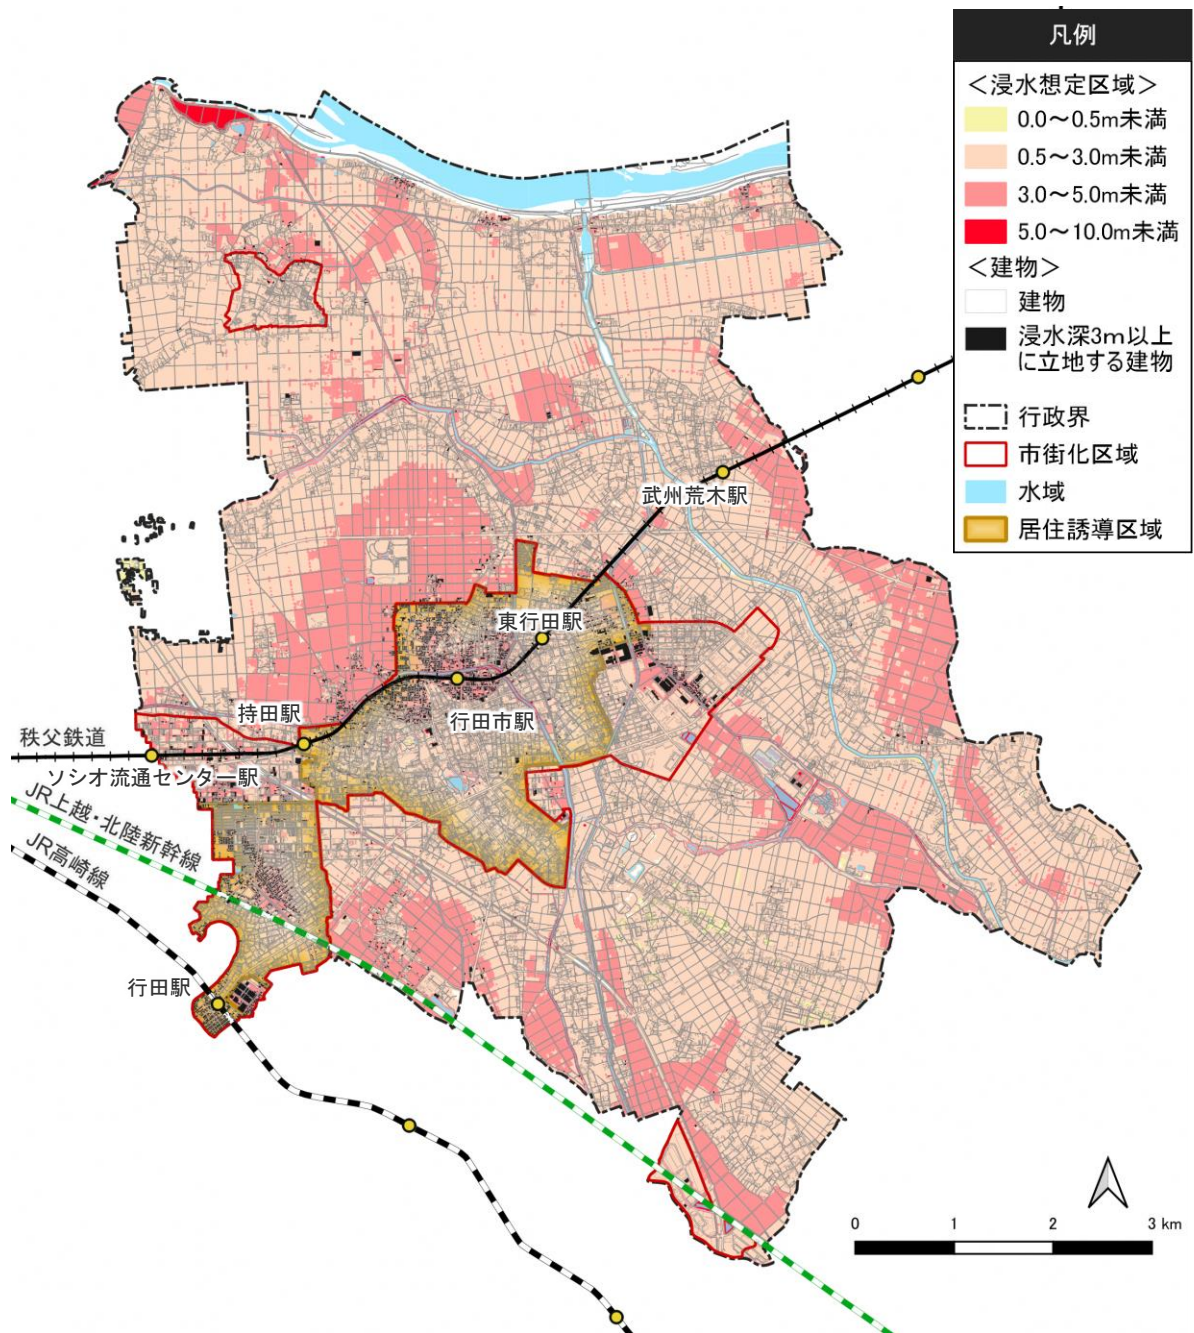 凡例
＜浸水想定区域＞
0.0～0.5m未満
0.5～3.0m未満
3.0～5.0m未満
5.0～10.0m未満
＜建物＞
建物
浸水深3m以上
に立地する建物
行政界
市街化区域
水域
居住誘導区域
武州荒木駅
東行田駅
行田市駅
持田駅
秩父鉄道
ソシオ流通センター駅
JR上越・北陸新幹線
JR高崎線
行田駅
0 1 2 3 km